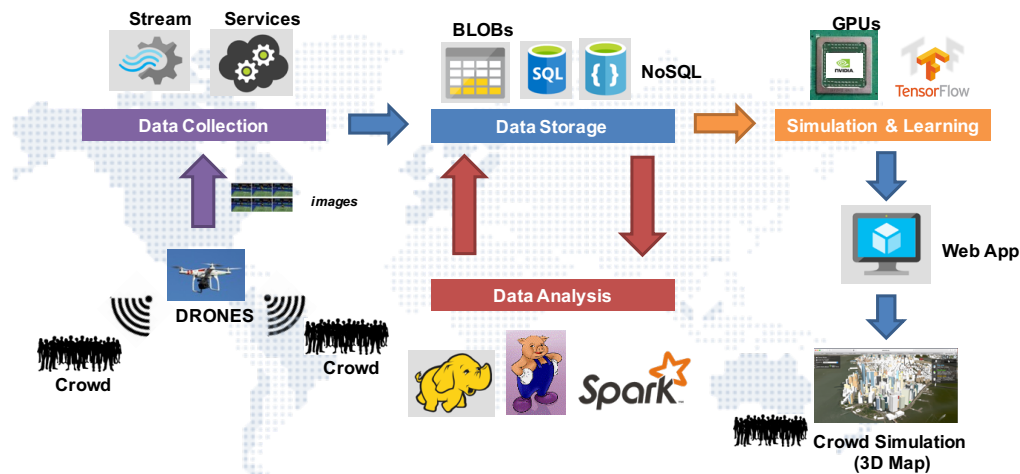 Stream
Services
BLOBs
SQL
NoSQL
GPUs
NVIDIA
TensorFlow
Data Collection
Data Storage
Simulation & Learning
images
Web App
DRONES
Data Analysis
Crowd
Crowd
Spark
Crowd Simulation
(3D Map)